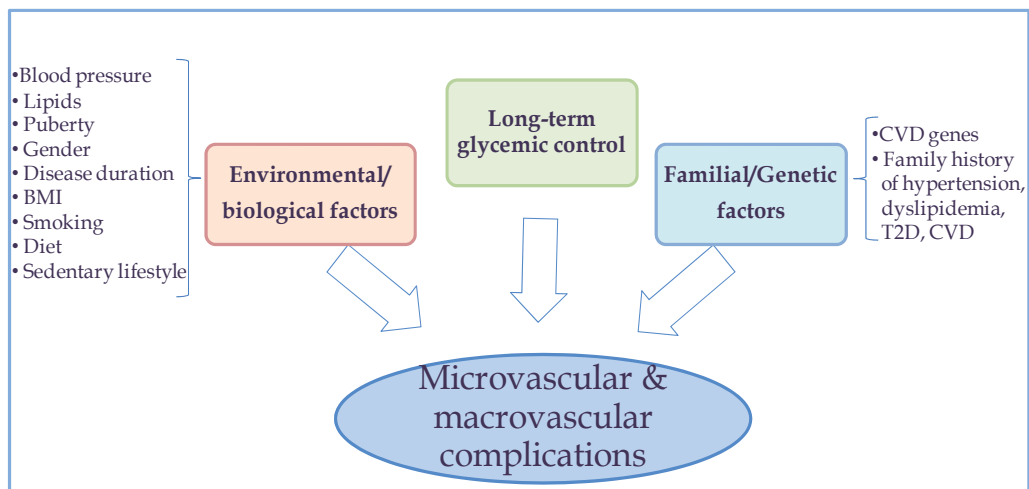 •Blood pressure
• Lipids
• Puberty
• Gender
• Disease duration
• BMI
• Smoking
• Diet
• Sedentary lifestyle
Environmental/
biological factors
Long-term
glycemic control
Familial/Genetic
factors
•CVD genes
• Family history
of hypertension,
dyslipidemia,
T2D, CVD
Microvascular &
macrovascular
complications